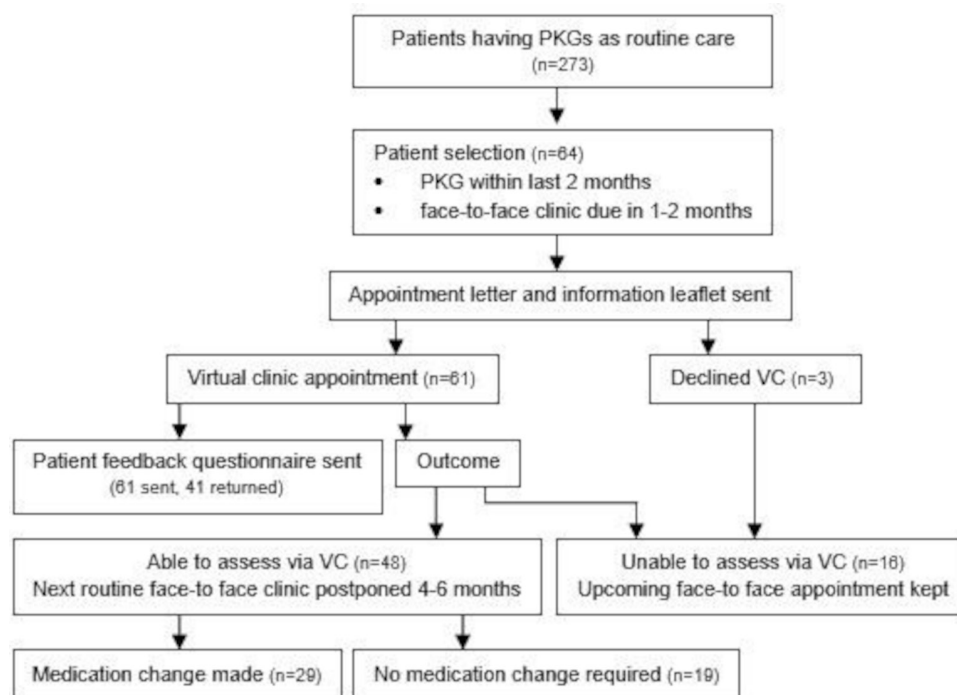 Patients having PKGs as routine care
(n=273)
Patient selection (n=64)
• PKG within last 2 months
• face-to-face clinic due in 1-2 months
Appointment letter and information leaflet sent
Virtual clinic appointment (n=61)
Declined VC (n=3)
Patient feedback questionnaire sent
(61 sent, 41 returned)
Outcome
Able to assess via VC (n=48)
Next routine face-to face clinic postponed 4-6 months
Unable to assess via VC (n=16)
Upcoming face-to face appointment kept
Medication change made (n=29)
No medication change required (n=19)